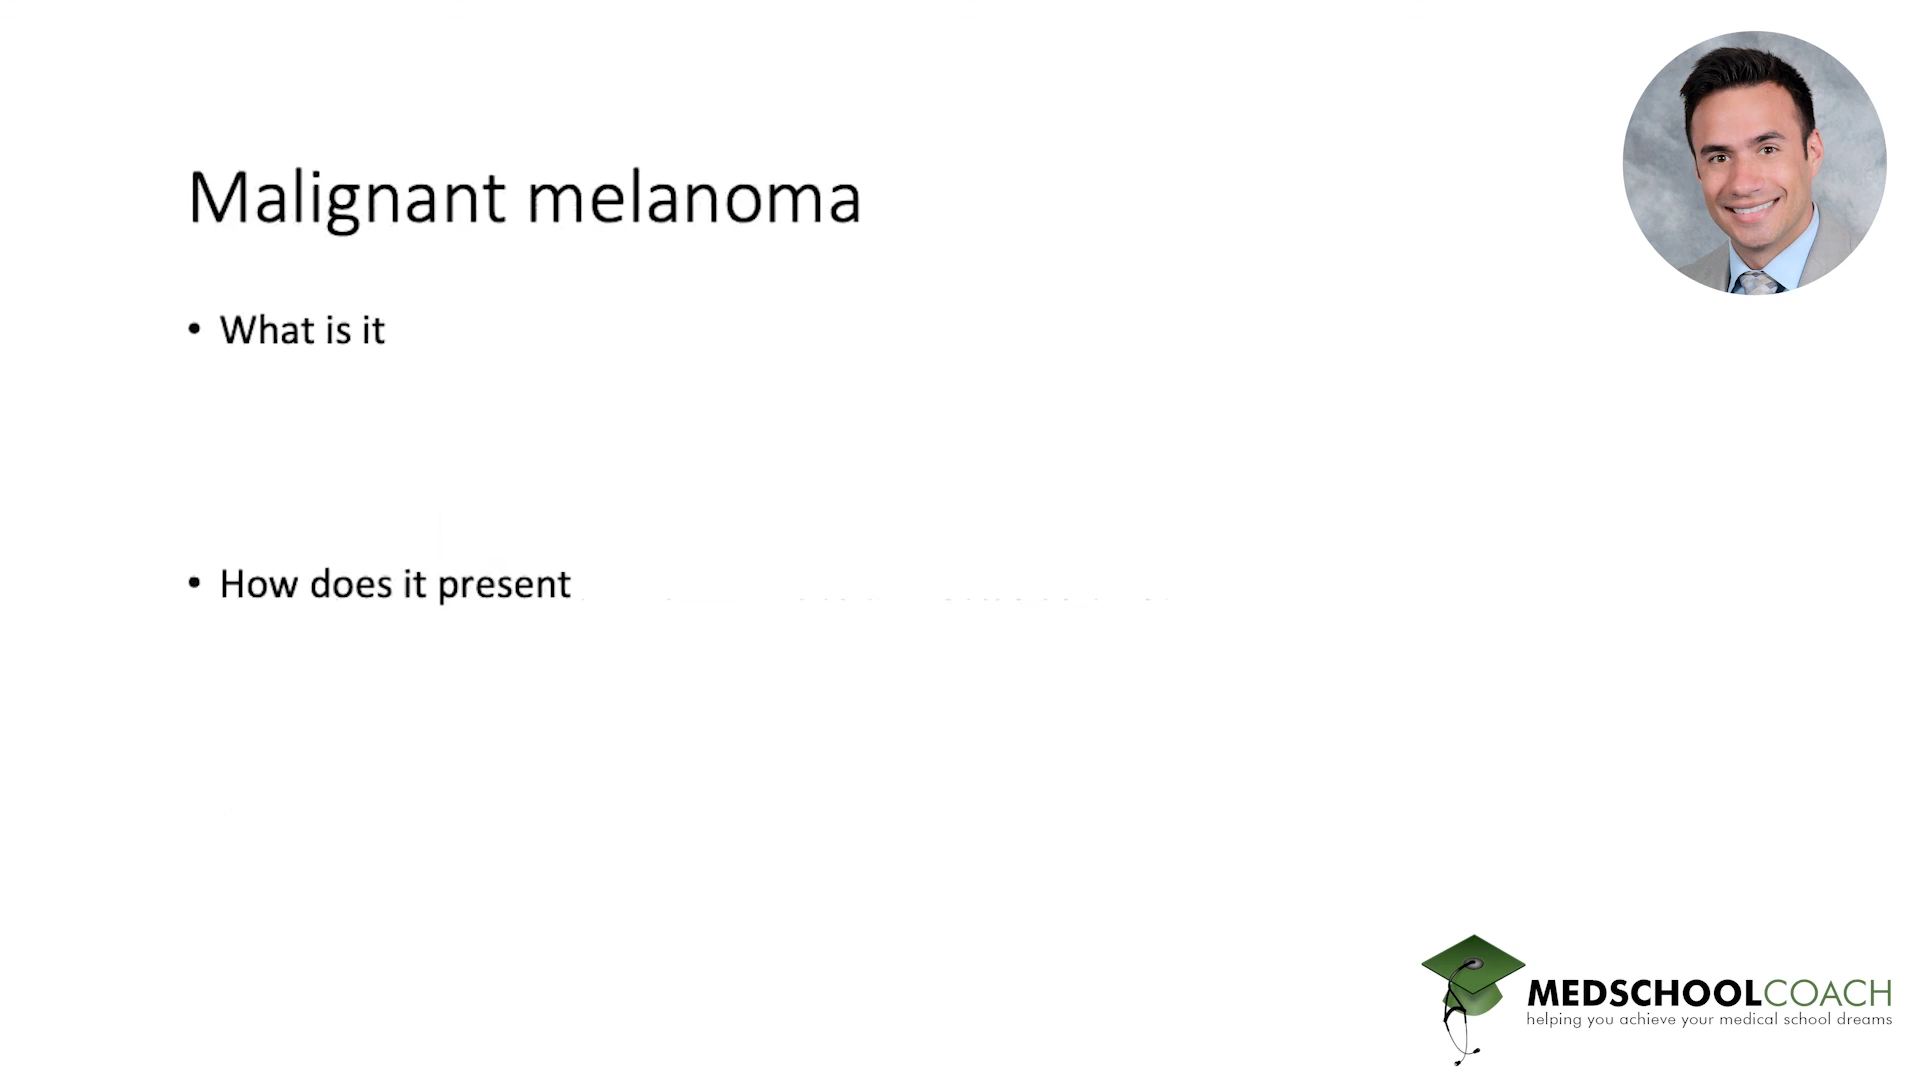 Malignant melanoma
• What is it
• How does it present
MEDSCHOOLCOACH
helping you achieve your medical school dreams